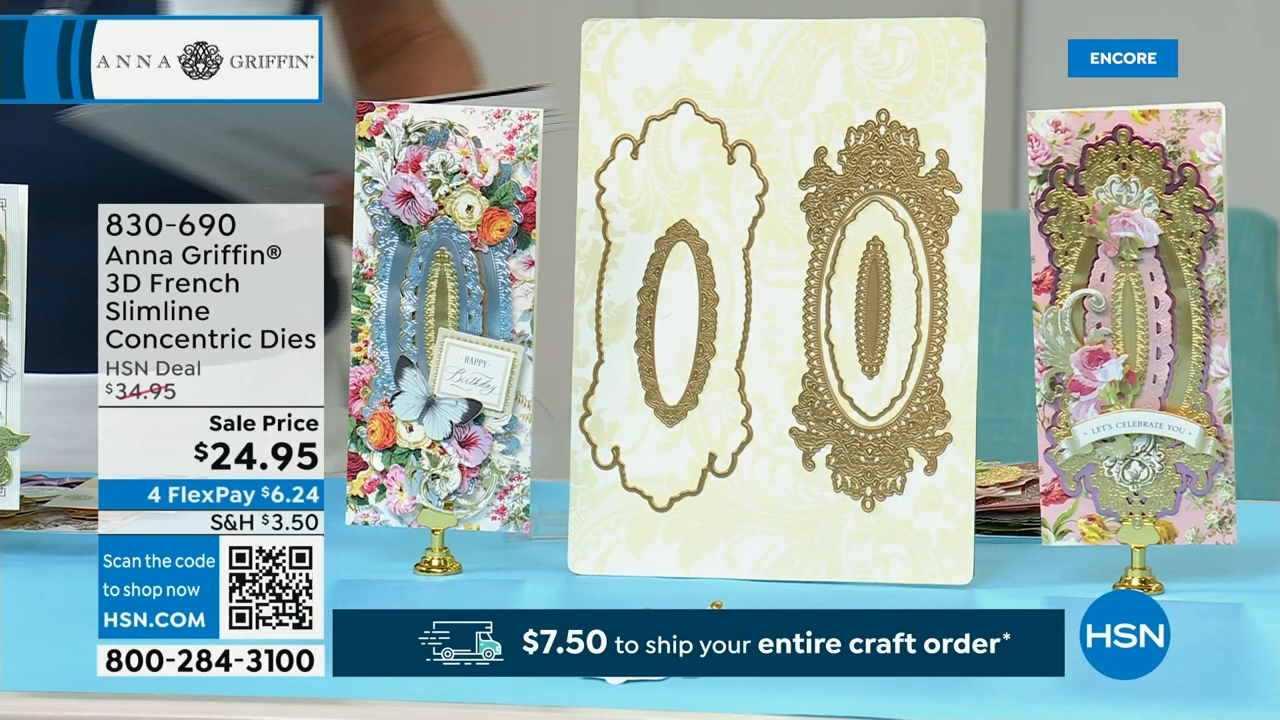 ANNA GRIFFIN
ENCORE
830-690
Anna Griffin®
3D French
Slimline
Concentric Dies
HSN Deal
$34.95
Sale Price
$24.95
4 FlexPay $6.24
S&H $3.50
Scan the code
to shop now
HSN.COM
800-284-3100
HAPPY
Birthday
LET'S CELEBRATE YOU
$7.50 to ship your entire craft order*
HSN